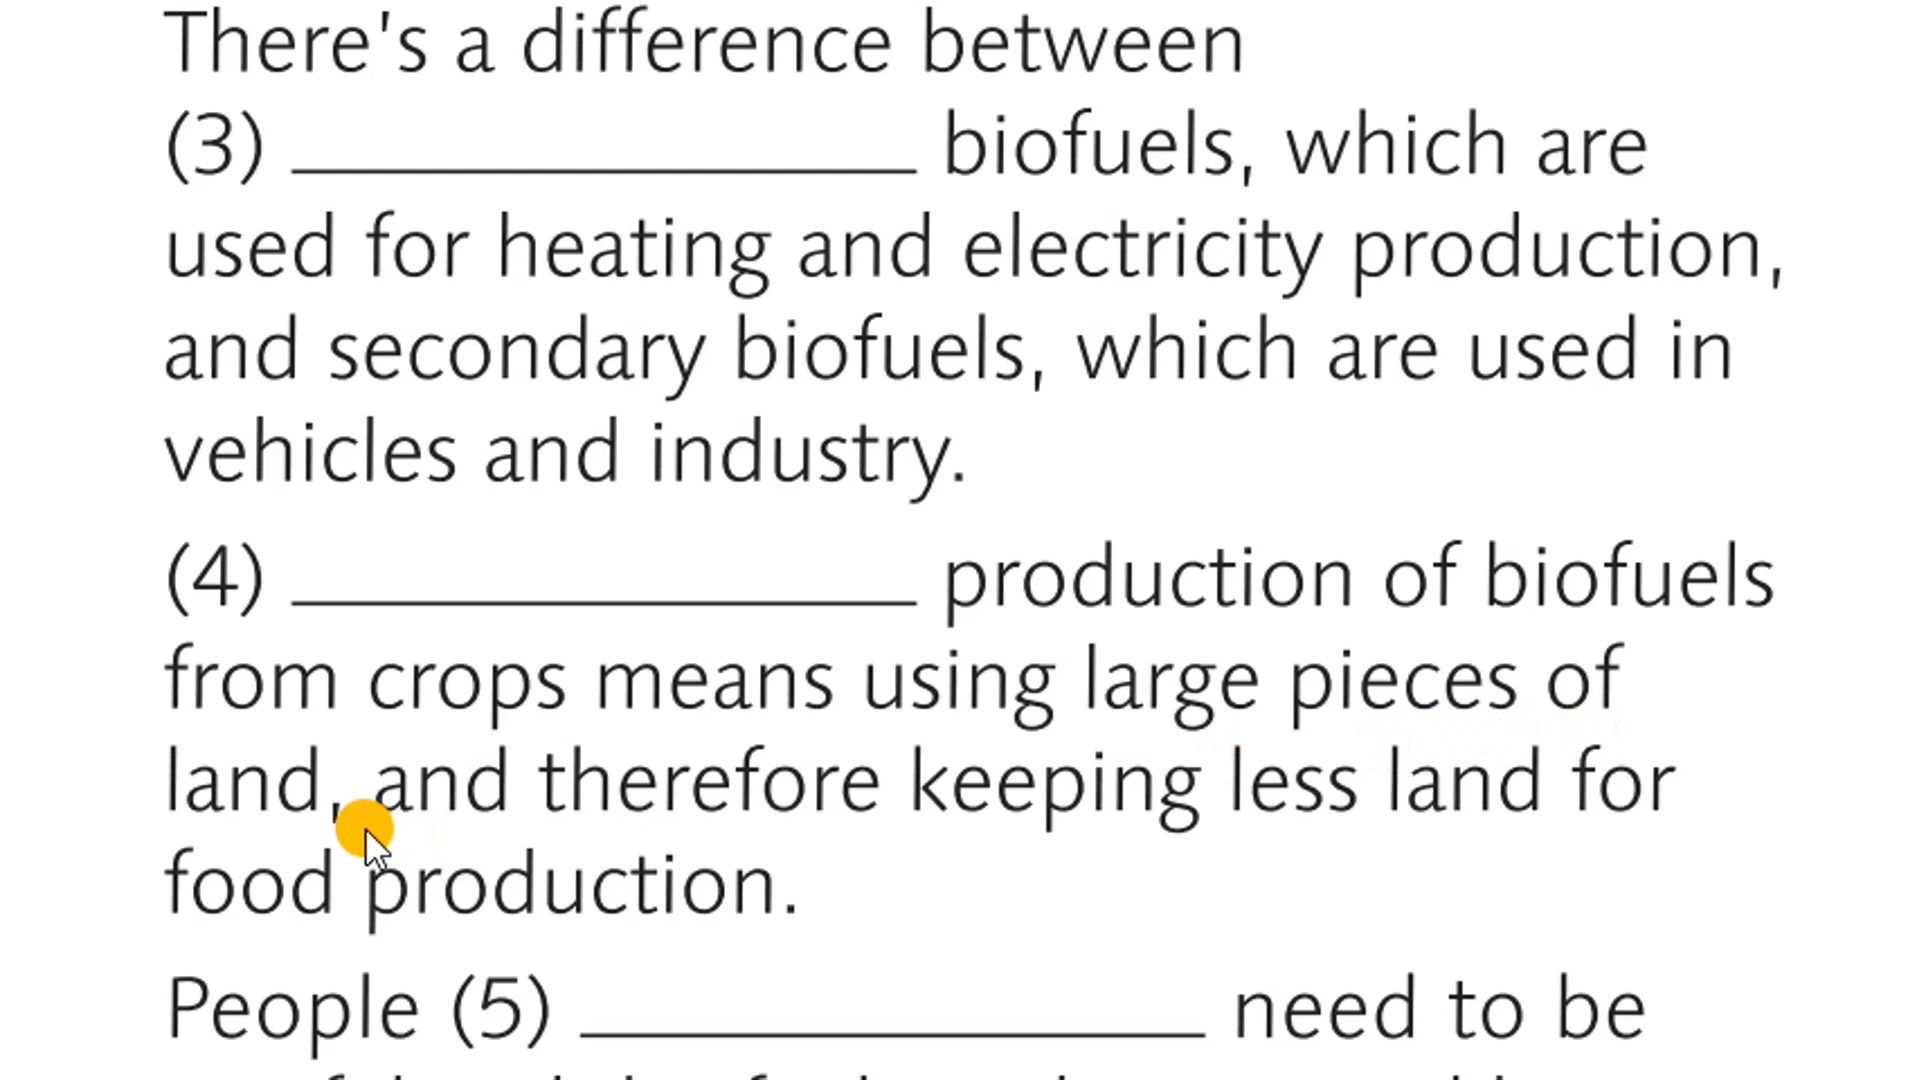 There's a difference between
(3) ________________ biofuels, which are
used for heating and electricity production,
and secondary biofuels, which are used in
vehicles and industry.
(4) ________________ production of biofuels
from crops means using large pieces of
land, and therefore keeping less land for
food production.
People (5) ________________ need to be